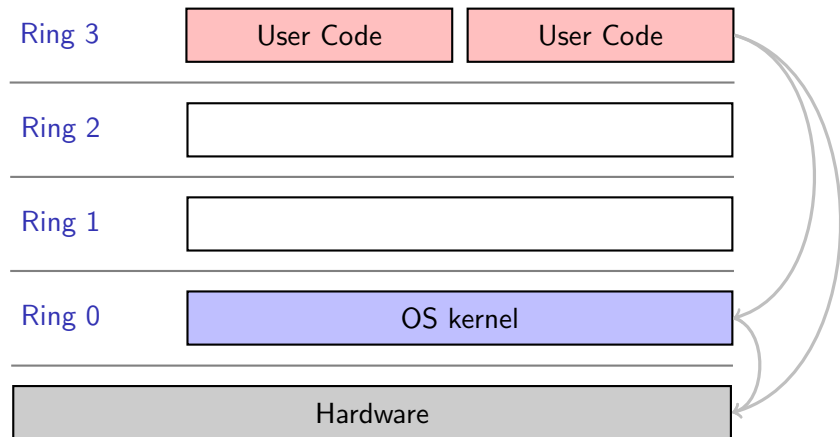 Ring 3 User Code User Code
Ring 2
Ring 1
Ring 0 OS kernel
Hardware